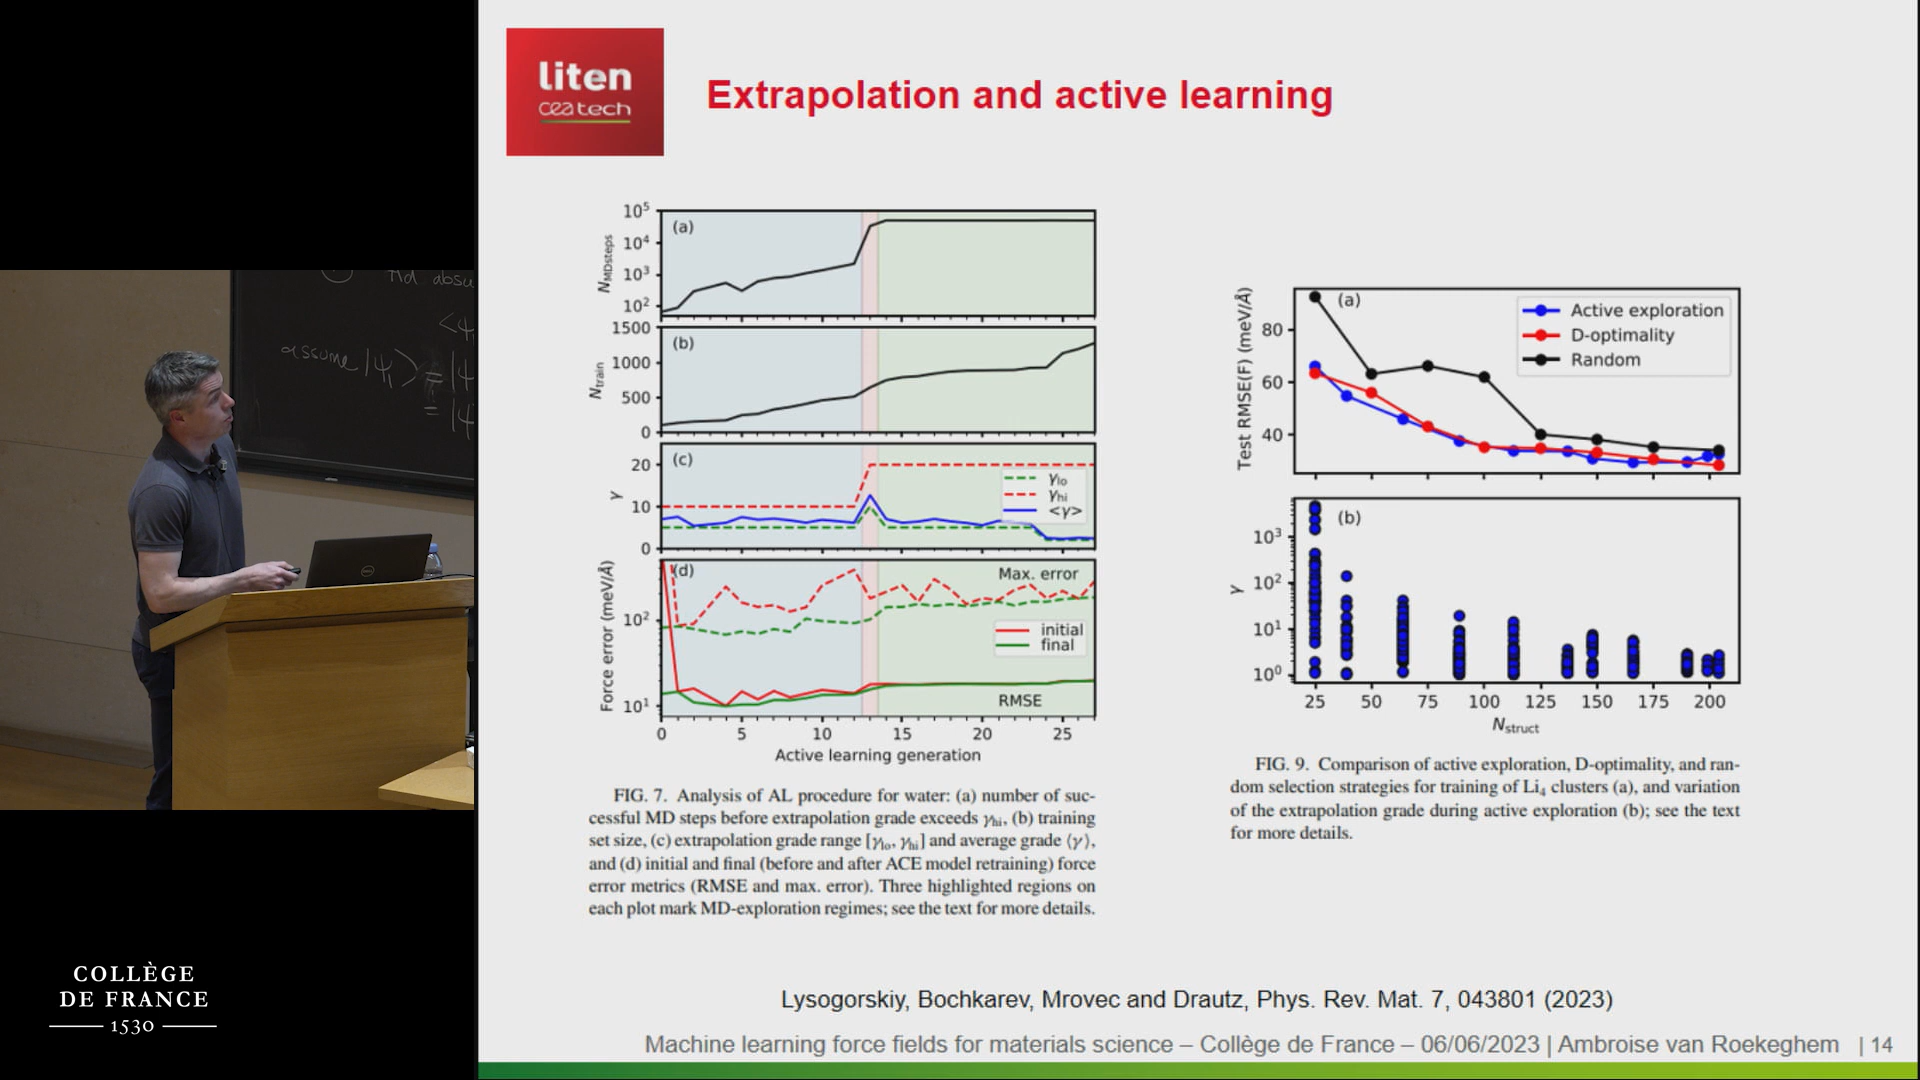 liten
ceatech
Extrapolation and active learning
10⁵
10⁴
10³
10²
N_MDsteps
(a)
1500
1000
500
0
N_train
(b)
20
10
0
γ
(c)
γ_lo
γ_hi
<γ>
10²
10¹
Force error (meV/Å)
(d)
Max. error
initial
final
RMSE
0 5 10 15 20 25
Active learning generation
FIG. 7. Analysis of AL procedure for water: (a) number of suc-
cessful MD steps before extrapolation grade exceeds γ_hi, (b) training
set size, (c) extrapolation grade range [γ_lo, γ_hi] and average grade ⟨γ⟩,
and (d) initial and final (before and after ACE model retraining) force
error metrics (RMSE and max. error). Three highlighted regions on
each plot mark MD-exploration regimes; see the text for more details.
80
60
40
Test RMSE(F) (meV/Å)
(a)
Active exploration
D-optimality
Random
10³
10²
10¹
10⁰
γ
(b)
25 50 75 100 125 150 175 200
N_struct
FIG. 9. Comparison of active exploration, D-optimality, and ran-
dom selection strategies for training of Li₄ clusters (a), and variation
of the extrapolation grade during active exploration (b); see the text
for more details.
Lysogorskiy, Bochkarev, Mrovec and Drautz, Phys. Rev. Mat. 7, 043801 (2023)
Machine learning force fields for materials science – Collège de France – 06/06/2023 | Ambroise van Roekeghem | 14
assume |ψ₁⟩ =
COLLÈGE
DE FRANCE
1530